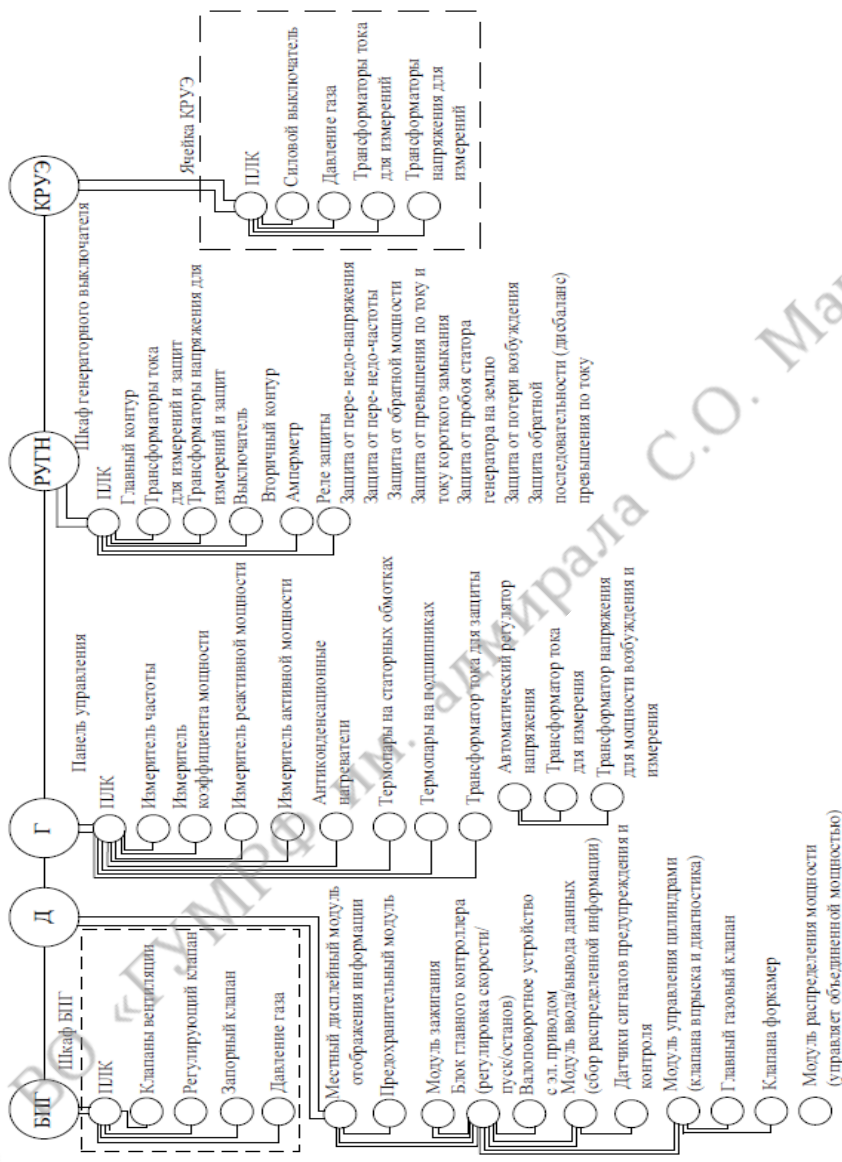 БПГ
Д
Г
РУГН
КРУЭ
Шкаф БПГ
ПЛК
Клапаны вентиляции
Регулирующий клапан
Запорный клапан
Давление газа
Местный дисплейный модуль
отображения информации
Предохранительный модуль
Модуль зажигания
Блок главного контроллера
(регулировка скорости/
пуск/останов)
Валоповоротное устройство
с эл. приводом
Модуль ввода/вывода данных
(сбор распределенной информации)
Датчики сигналов предупреждения и
контроля
Модуль управления цилиндрами
(клапана впрыска и диагностика)
Главный газовый клапан
Клапана форкамер
Модуль распределения мощности
(управляет объединенной мощностью)
Панель управления
ПЛК
Измеритель частоты
Измеритель
коэффициента мощности
Измеритель реактивной мощности
Измеритель активной мощности
Антиконденсационные
нагреватели
Термопары на статорных обмотках
Термопары на подшипниках
Трансформатор тока для защиты
Автоматический регулятор
напряжения
Трансформатор тока
для измерения
Трансформатор напряжения
для мощности возбуждения и
измерения
Шкаф генераторного выключателя
ПЛК
Главный контур
Трансформаторы тока
для измерений и защит
Трансформаторы напряжения для
измерений и защит
Выключатель
Вторичный контур
Амперметр
Реле защиты
Защита от пере- недо-напряжения
Защита от пере- недо-частоты
Защита от обратной мощности
Защита от превышения по току и
току короткого замыкания
Защита от пробоя статора
генератора на землю
Защита от потери возбуждения
Защита обратной
последовательности (дисбаланс)
превышения по току
Ячейка КРУЭ
ПЛК
Силовой выключатель
Давление газа
Трансформаторы тока
для измерений
Трансформаторы
напряжения для
измерений
ВО «ГУМРФ им. адмирала С.О. Мак